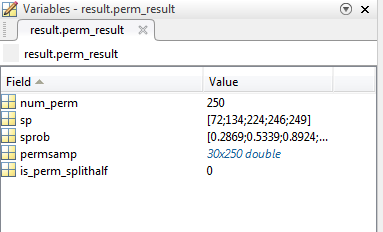 Variables - result.perm_result
result.perm_result
result.perm_result
Field Value
num_perm 250
sp [72;134;224;246;249]
sprob [0.2869;0.5339;0.8924;...
permsamp 30x250 double
is_perm_splithalf 0